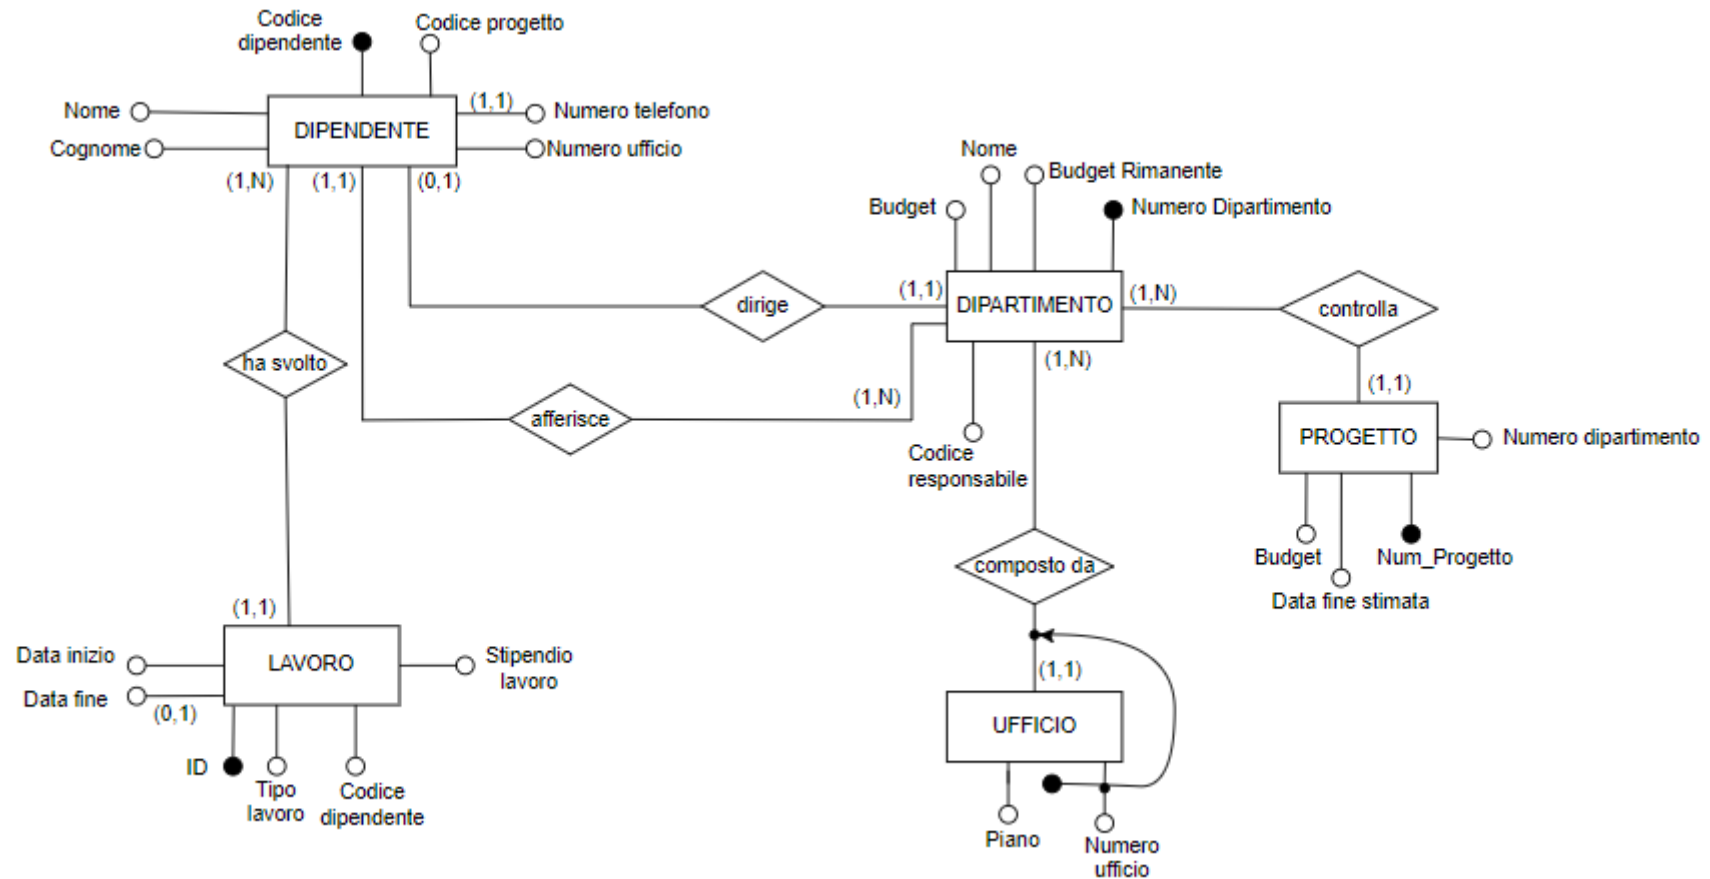 Codice
dipendente
Codice progetto
Nome
(1,1)
Numero telefono
DIPENDENTE
Cognome
Numero ufficio
(1,N)
(1,1)
(0,1)
Nome
Budget Rimanente
Budget
Numero Dipartimento
(1,1)
(1,N)
dirige
DIPARTIMENTO
controlla
ha svolto
(1,N)
(1,N)
(1,1)
afferisce
Codice
responsabile
PROGETTO
Numero dipartimento
composto da
Budget
Num_Progetto
Data fine stimata
(1,1)
Data inizio
LAVORO
Stipendio
lavoro
Data fine
(0,1)
(1,1)
UFFICIO
ID
Tipo
lavoro
Codice
dipendente
Piano
Numero
ufficio